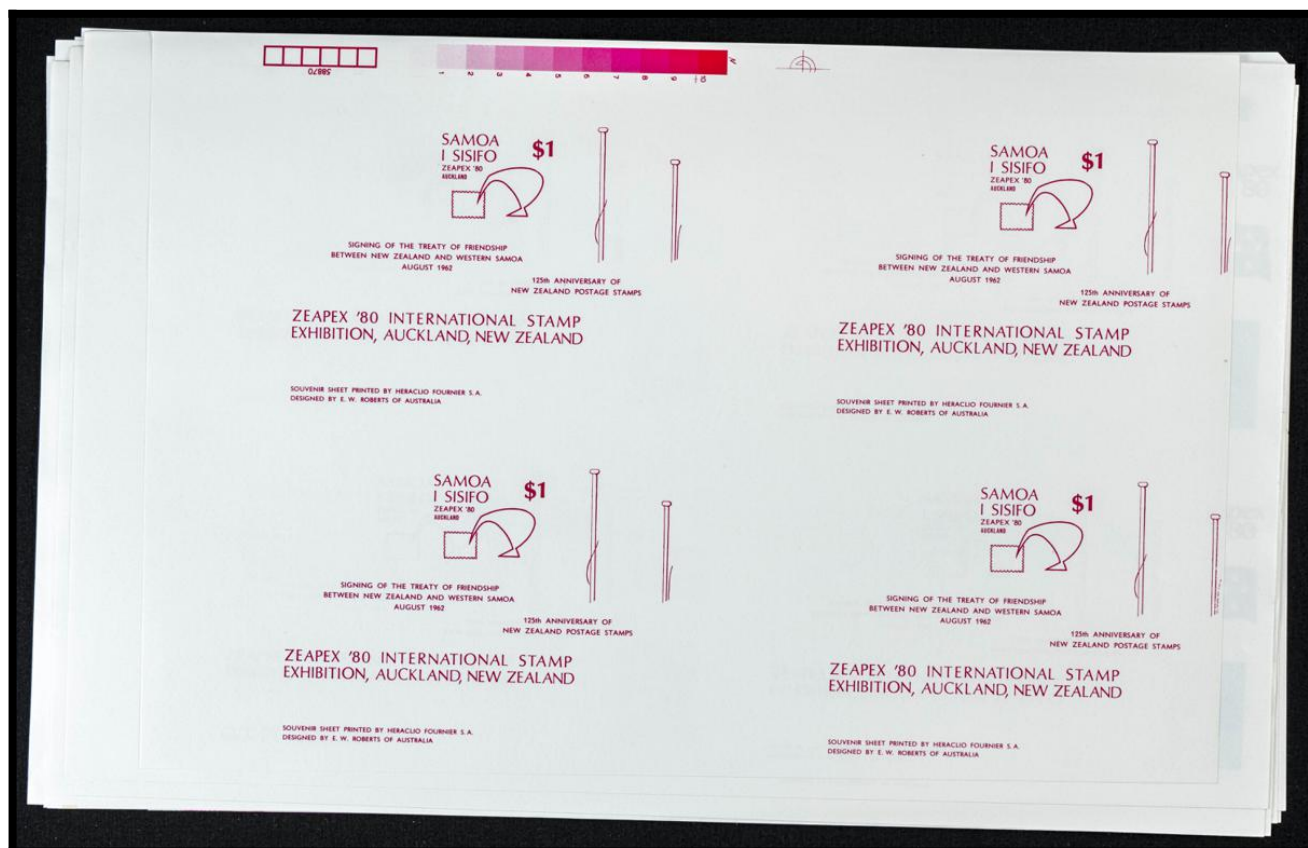 58870
1 2 3 4 5 6 7 8 9 10
SAMOA
I SISIFO $1
ZEAPEX '80
AUCKLAND
SIGNING OF THE TREATY OF FRIENDSHIP
BETWEEN NEW ZEALAND AND WESTERN SAMOA
AUGUST 1962
125th ANNIVERSARY OF
NEW ZEALAND POSTAGE STAMPS
ZEAPEX '80 INTERNATIONAL STAMP
EXHIBITION, AUCKLAND, NEW ZEALAND
SOUVENIR SHEET PRINTED BY HERACLIO FOURNIER S.A.
DESIGNED BY E. W. ROBERTS OF AUSTRALIA
SAMOA
I SISIFO $1
ZEAPEX '80
AUCKLAND
SIGNING OF THE TREATY OF FRIENDSHIP
BETWEEN NEW ZEALAND AND WESTERN SAMOA
AUGUST 1962
125th ANNIVERSARY OF
NEW ZEALAND POSTAGE STAMPS
ZEAPEX '80 INTERNATIONAL STAMP
EXHIBITION, AUCKLAND, NEW ZEALAND
SOUVENIR SHEET PRINTED BY HERACLIO FOURNIER S.A.
DESIGNED BY E. W. ROBERTS OF AUSTRALIA
SAMOA
I SISIFO $1
ZEAPEX '80
AUCKLAND
SIGNING OF THE TREATY OF FRIENDSHIP
BETWEEN NEW ZEALAND AND WESTERN SAMOA
AUGUST 1962
125th ANNIVERSARY OF
NEW ZEALAND POSTAGE STAMPS
ZEAPEX '80 INTERNATIONAL STAMP
EXHIBITION, AUCKLAND, NEW ZEALAND
SOUVENIR SHEET PRINTED BY HERACLIO FOURNIER S.A.
DESIGNED BY E. W. ROBERTS OF AUSTRALIA
SAMOA
I SISIFO $1
ZEAPEX '80
AUCKLAND
SIGNING OF THE TREATY OF FRIENDSHIP
BETWEEN NEW ZEALAND AND WESTERN SAMOA
AUGUST 1962
125th ANNIVERSARY OF
NEW ZEALAND POSTAGE STAMPS
ZEAPEX '80 INTERNATIONAL STAMP
EXHIBITION, AUCKLAND, NEW ZEALAND
SOUVENIR SHEET PRINTED BY HERACLIO FOURNIER S.A.
DESIGNED BY E. W. ROBERTS OF AUSTRALIA